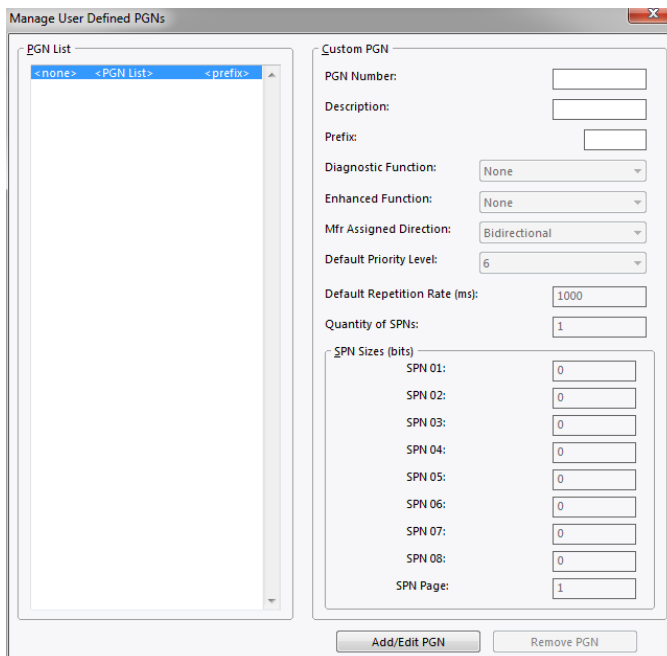 Manage User Defined PGNs
PGN List
<none> <PGN List> <prefix>
Custom PGN
PGN Number:
Description:
Prefix:
Diagnostic Function: None
Enhanced Function: None
Mfr Assigned Direction: Bidirectional
Default Priority Level: 6
Default Repetition Rate (ms): 1000
Quantity of SPNs: 1
SPN Sizes (bits)
SPN 01: 0
SPN 02: 0
SPN 03: 0
SPN 04: 0
SPN 05: 0
SPN 06: 0
SPN 07: 0
SPN 08: 0
SPN Page: 1
Add/Edit PGN Remove PGN